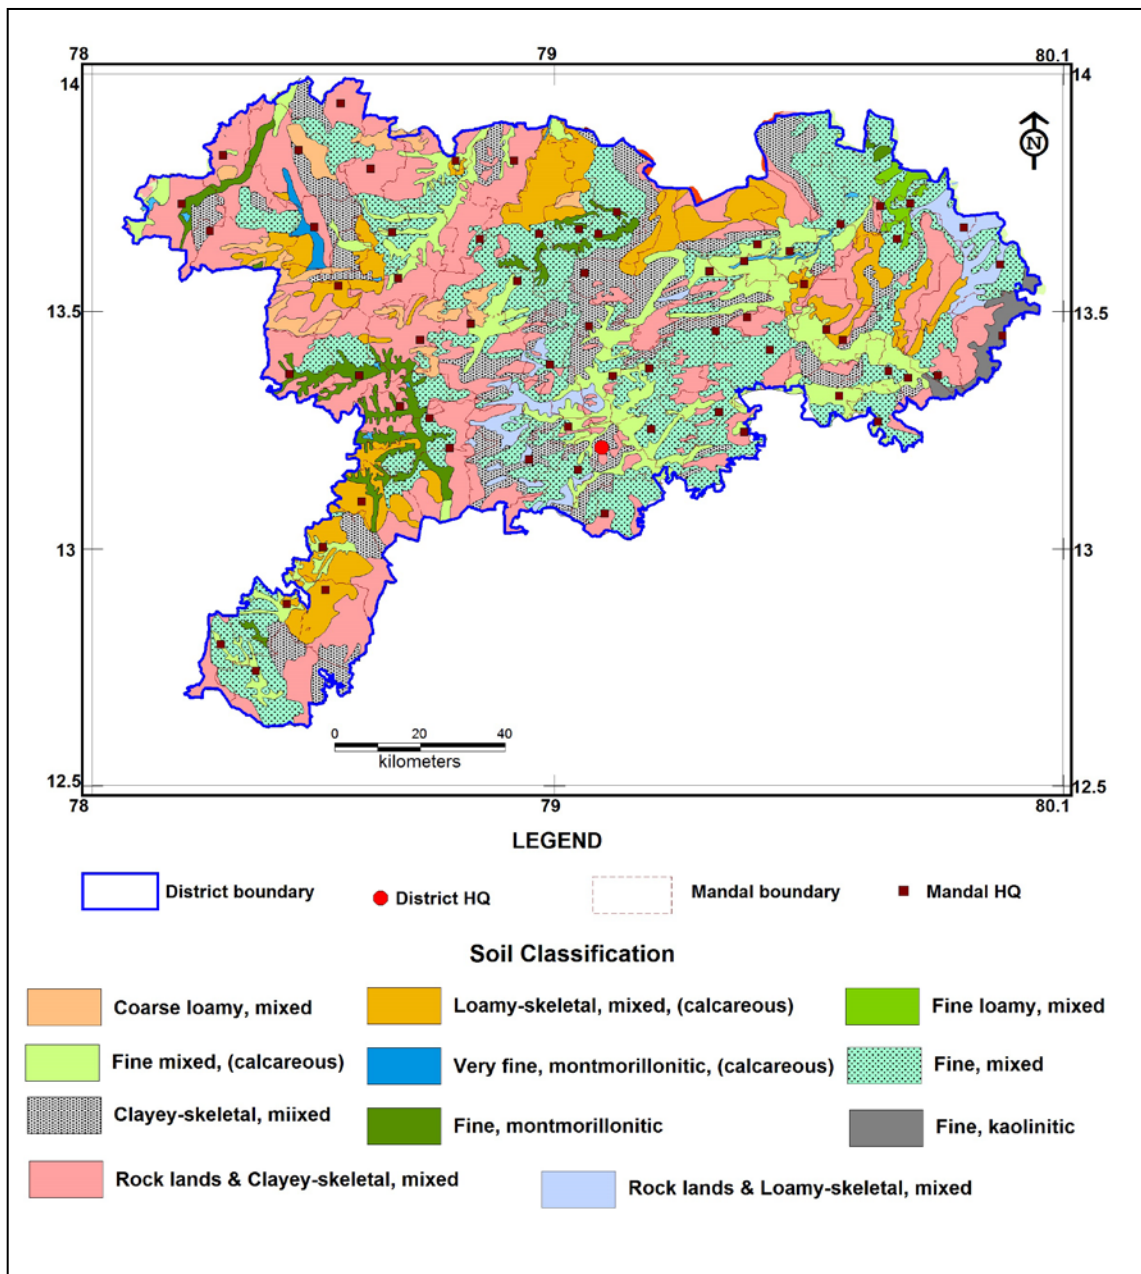 78 79 80.1
14 14
N
13.5 13.5
13 13
0 20 40
kilometers
12.5 12.5
78 79 80.1
LEGEND
District boundary District HQ Mandal boundary Mandal HQ
Soil Classification
Coarse loamy, mixed Loamy-skeletal, mixed, (calcareous) Fine loamy, mixed
Fine mixed, (calcareous) Very fine, montmorillonitic, (calcareous) Fine, mixed
Clayey-skeletal, miixed Fine, montmorillonitic Fine, kaolinitic
Rock lands & Clayey-skeletal, mixed Rock lands & Loamy-skeletal, mixed